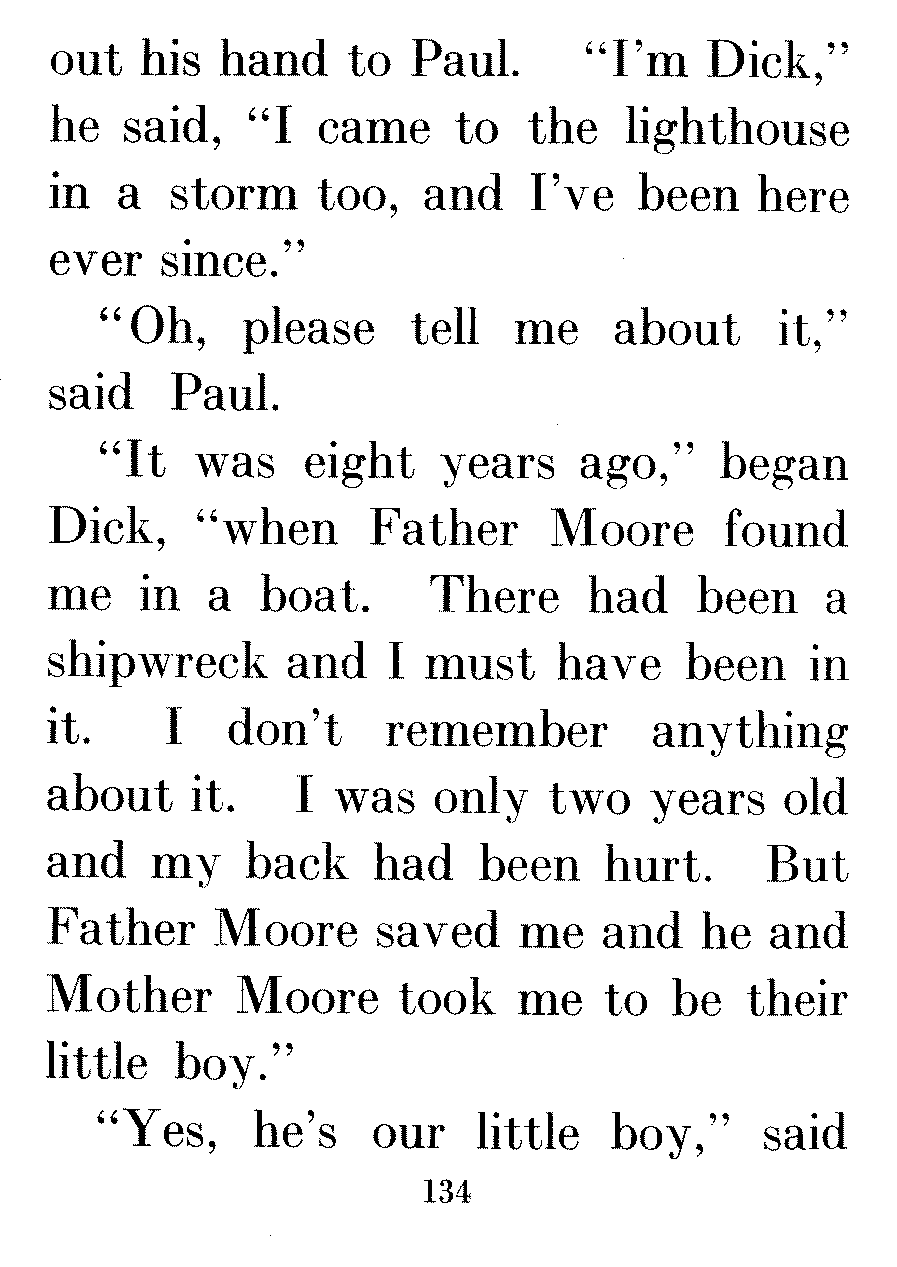 out his hand to Paul. “I’m Dick,”
he said, “I came to the lighthouse
in a storm too, and I’ve been here
ever since.”
“Oh, please tell me about it,”
said Paul.
“It was eight years ago,” began
Dick, “when Father Moore found
me in a boat. There had been a
shipwreck and I must have been in
it. I don’t remember anything
about it. I was only two years old
and my back had been hurt. But
Father Moore saved me and he and
Mother Moore took me to be their
little boy.”
“Yes, he’s our little boy,” said
134